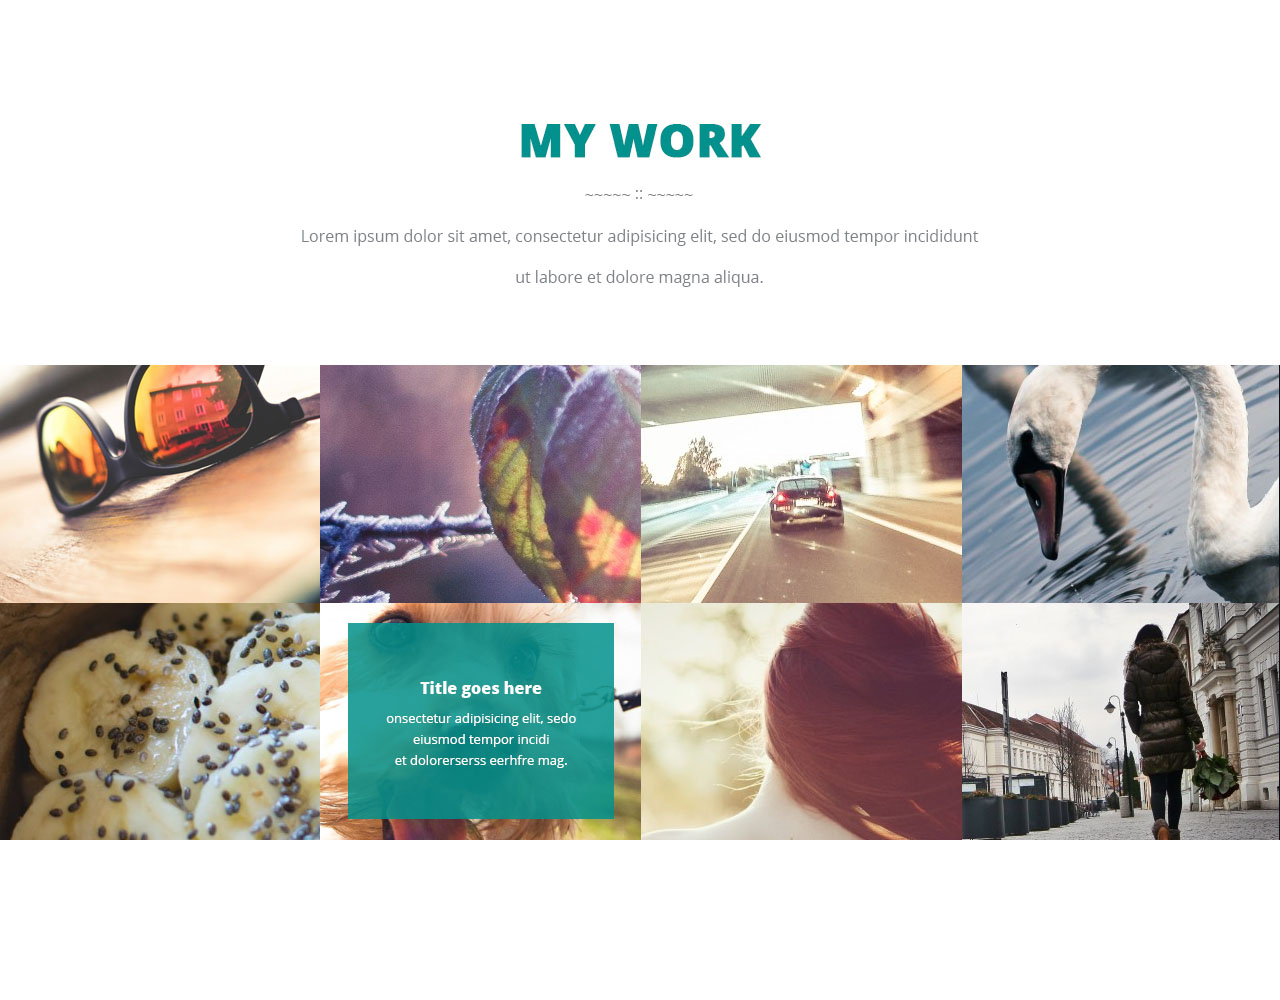 MY WORK
~~~~~ :: ~~~~~
Lorem ipsum dolor sit amet, consectetur adipisicing elit, sed do eiusmod tempor incididunt
ut labore et dolore magna aliqua.
Title goes here
onsectetur adipisicing elit, sedo
eiusmod tempor incidi
et dolorerserss eerhfre mag.